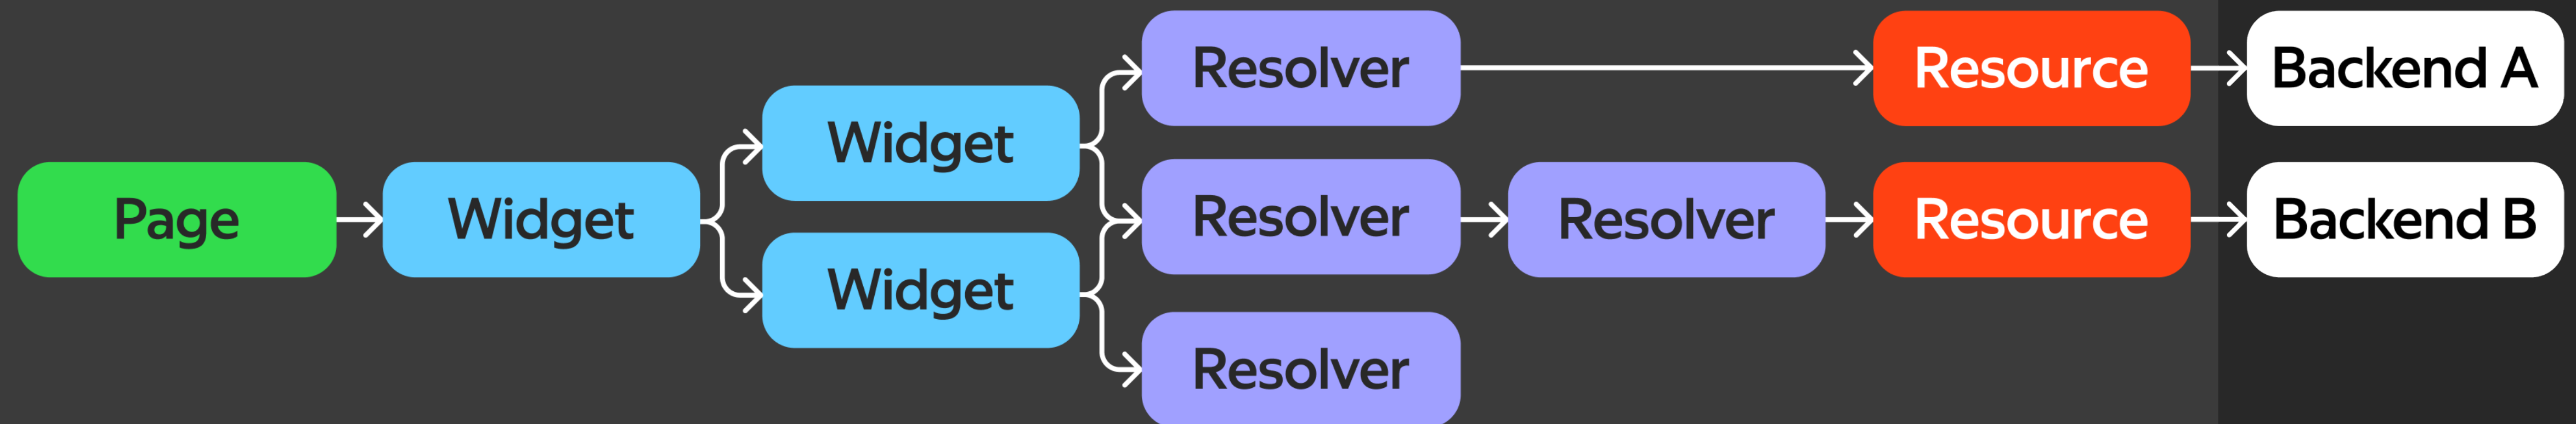 Page
Widget
Widget
Widget
Resolver
Resolver
Resolver
Resolver
Resource
Resource
Backend A
Backend B